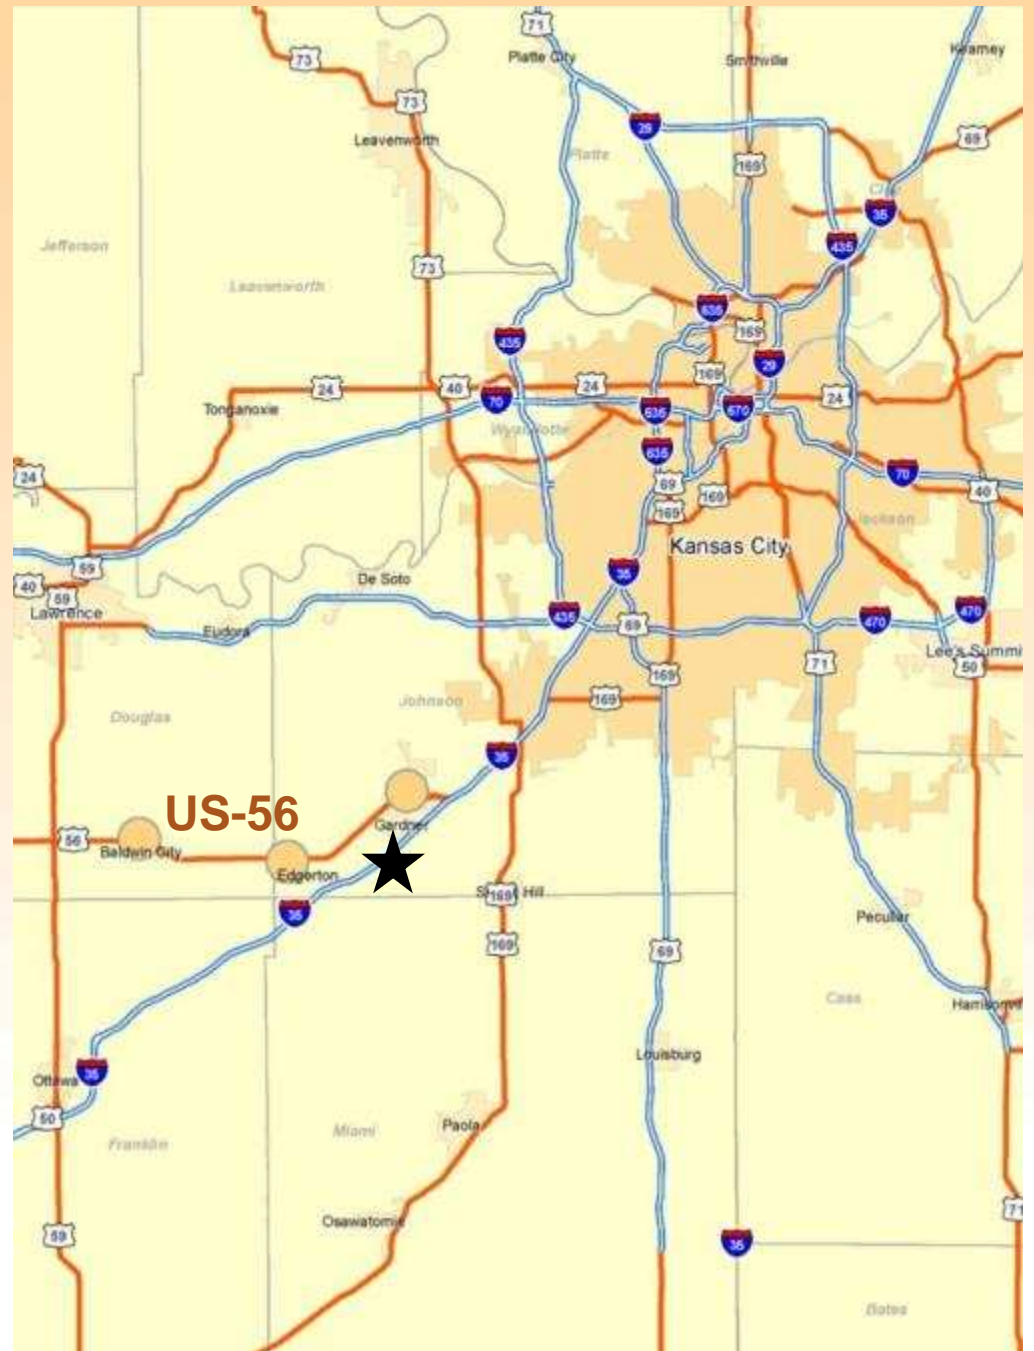 71
Platte City
Smithville
Kearney
73
73
29
69
Leavenworth
Platte
169
Clay
35
435
Jefferson
73
Leavenworth
635
435
169
29
169
24
40
24
24
70
635
670
Tonganoxie
Wyandotte
635
70
24
69
40
169
169
Jackson
Kansas City
59
35
De Soto
40
59
Lawrence
435
470
470
69
Eudora
Lee's Summi
71
50
169
Johnson
169
Douglas
35
US-56
Gardner
56
Baldwin City
Edgerton
169
Hill
35
Peculiar
169
69
Cass
Harrisonvi
Louisburg
35
Ottawa
50
Paola
Miami
Franklin
71
Osawatomie
59
35
Bates